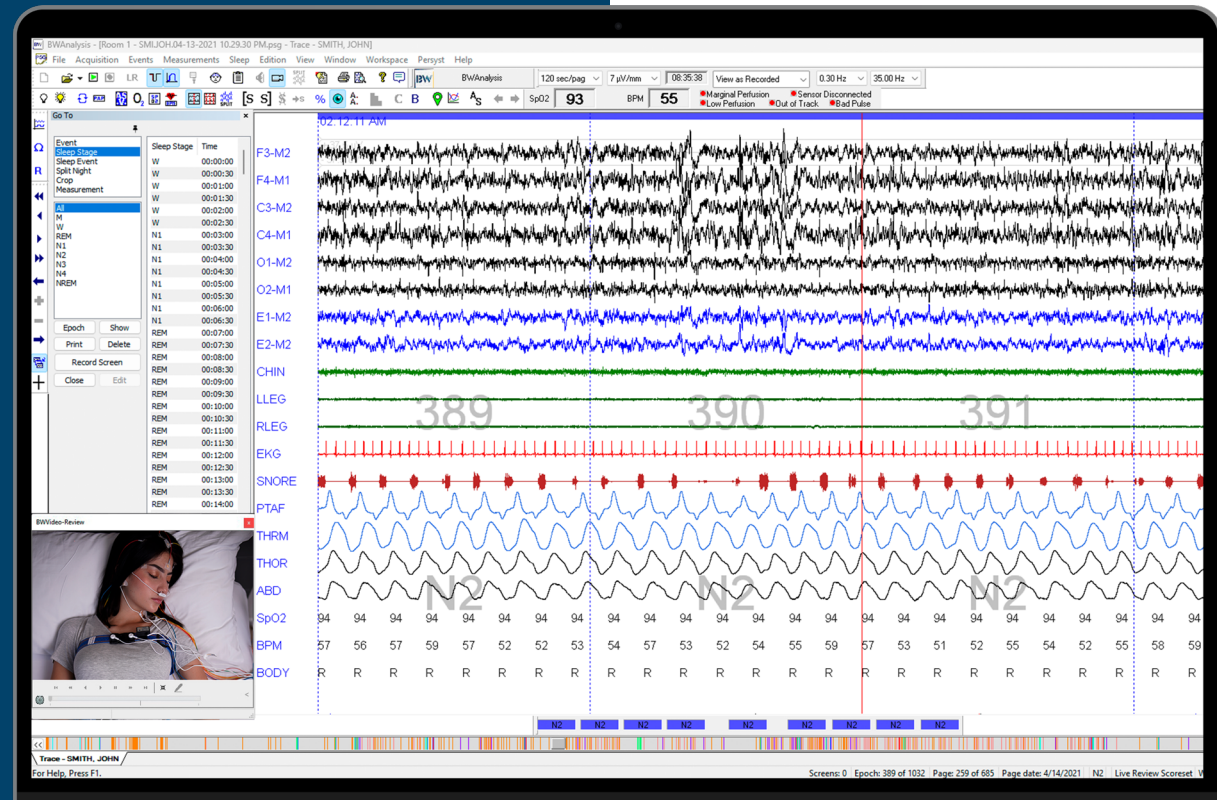 BWAnalysis - [Room 1 - SMIJOH.04-13-2021 10.29.30 PM.psg - Trace - SMITH, JOHN]
File Acquisition Events Measurements Sleep Edition View Window Workspace Persyst Help
LR BW BWAnalysis 120 sec/pag 7 µV/mm 08:35:38 View as Recorded 0.30 Hz 35.00 Hz
[S S] % C B SpO2 93 BPM 55 Marginal Perfusion Sensor Disconnected
Low Perfusion Out of Track Bad Pulse
Go To
Event
Sleep Stage
Sleep Event
Split Night
Crop
Measurement
All
M
W
REM
N1
N2
N3
N4
NREM
Epoch Show
Print Delete
Record Screen
Close Edit
Sleep Stage Time
W 00:00:00
W 00:00:30
W 00:01:00
W 00:01:30
W 00:02:00
W 00:02:30
N1 00:03:00
N1 00:03:30
N1 00:04:00
N1 00:04:30
N1 00:05:00
N1 00:05:30
N1 00:06:00
N1 00:06:30
REM 00:07:00
REM 00:07:30
REM 00:08:00
REM 00:08:30
REM 00:09:00
REM 00:09:30
REM 00:10:00
REM 00:10:30
REM 00:11:00
REM 00:11:30
REM 00:12:00
REM 00:12:30
REM 00:13:00
REM 00:13:30
REM 00:14:00
BWVideo-Review
02:12:11 AM
F3-M2
F4-M1
C3-M2
C4-M1
O1-M2
O2-M1
E1-M2
E2-M2
CHIN
LLEG
389 390 391
RLEG
EKG
SNORE
PTAF
THRM
THOR
ABD
N2 N2 N2
SpO2 94 94 94 94 94 94 94 94 94 94 94 94 94 94 94 94 94 94 94 94 94 94 94 94 94
BPM 57 56 57 59 57 52 52 53 54 57 53 52 54 55 59 57 53 51 52 55 54 52 55 58 59
BODY R R R R R R R R R R R R R R R R R R R R R R R R R
N2 N2 N2 N2 N2 N2 N2 N2 N2
Trace - SMITH, JOHN
For Help, Press F1. Screens: 0 Epoch: 389 of 1032 Page: 259 of 685 Page date: 4/14/2021 N2 Live Review Scoreset